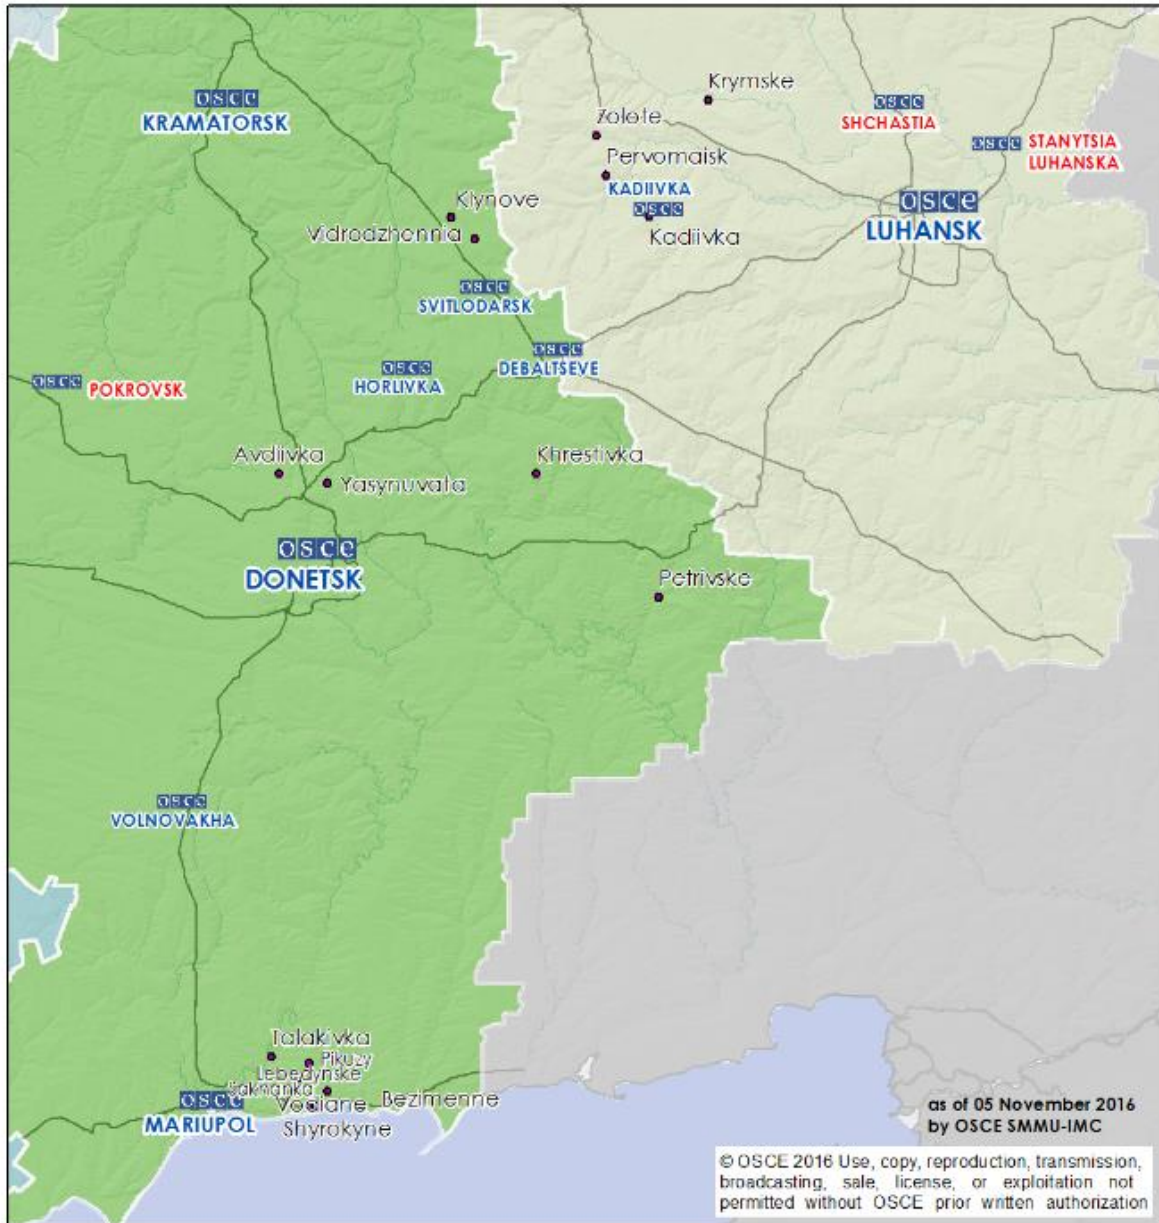 Krymske
osce
KRAMATORSK
osce
SHCHASTIA
Zolote
osce
STANYTSIA
LUHANSKA
Pervomaisk
KADIIVKA
osce
Kadiivka
osce
LUHANSK
Klynove
Vidrodzhennia
osce
SVITLODARSK
osce
DEBALTSEVE
osce
HORLIVKA
osce
POKROVSK
Avdiivka
Yasynuvata
Khrestivka
osce
DONETSK
Petrivske
osce
VOLNOVAKHA
Talakivka
Pikuzy
Lebedynske
Sakhanka
Vodiane
Bezimenne
Shyrokyne
osce
MARIUPOL
as of 05 November 2016
by OSCE SMMU-IMC
© OSCE 2016 Use, copy, reproduction, transmission,
broadcasting, sale, license, or exploitation not
permitted without OSCE prior written authorization